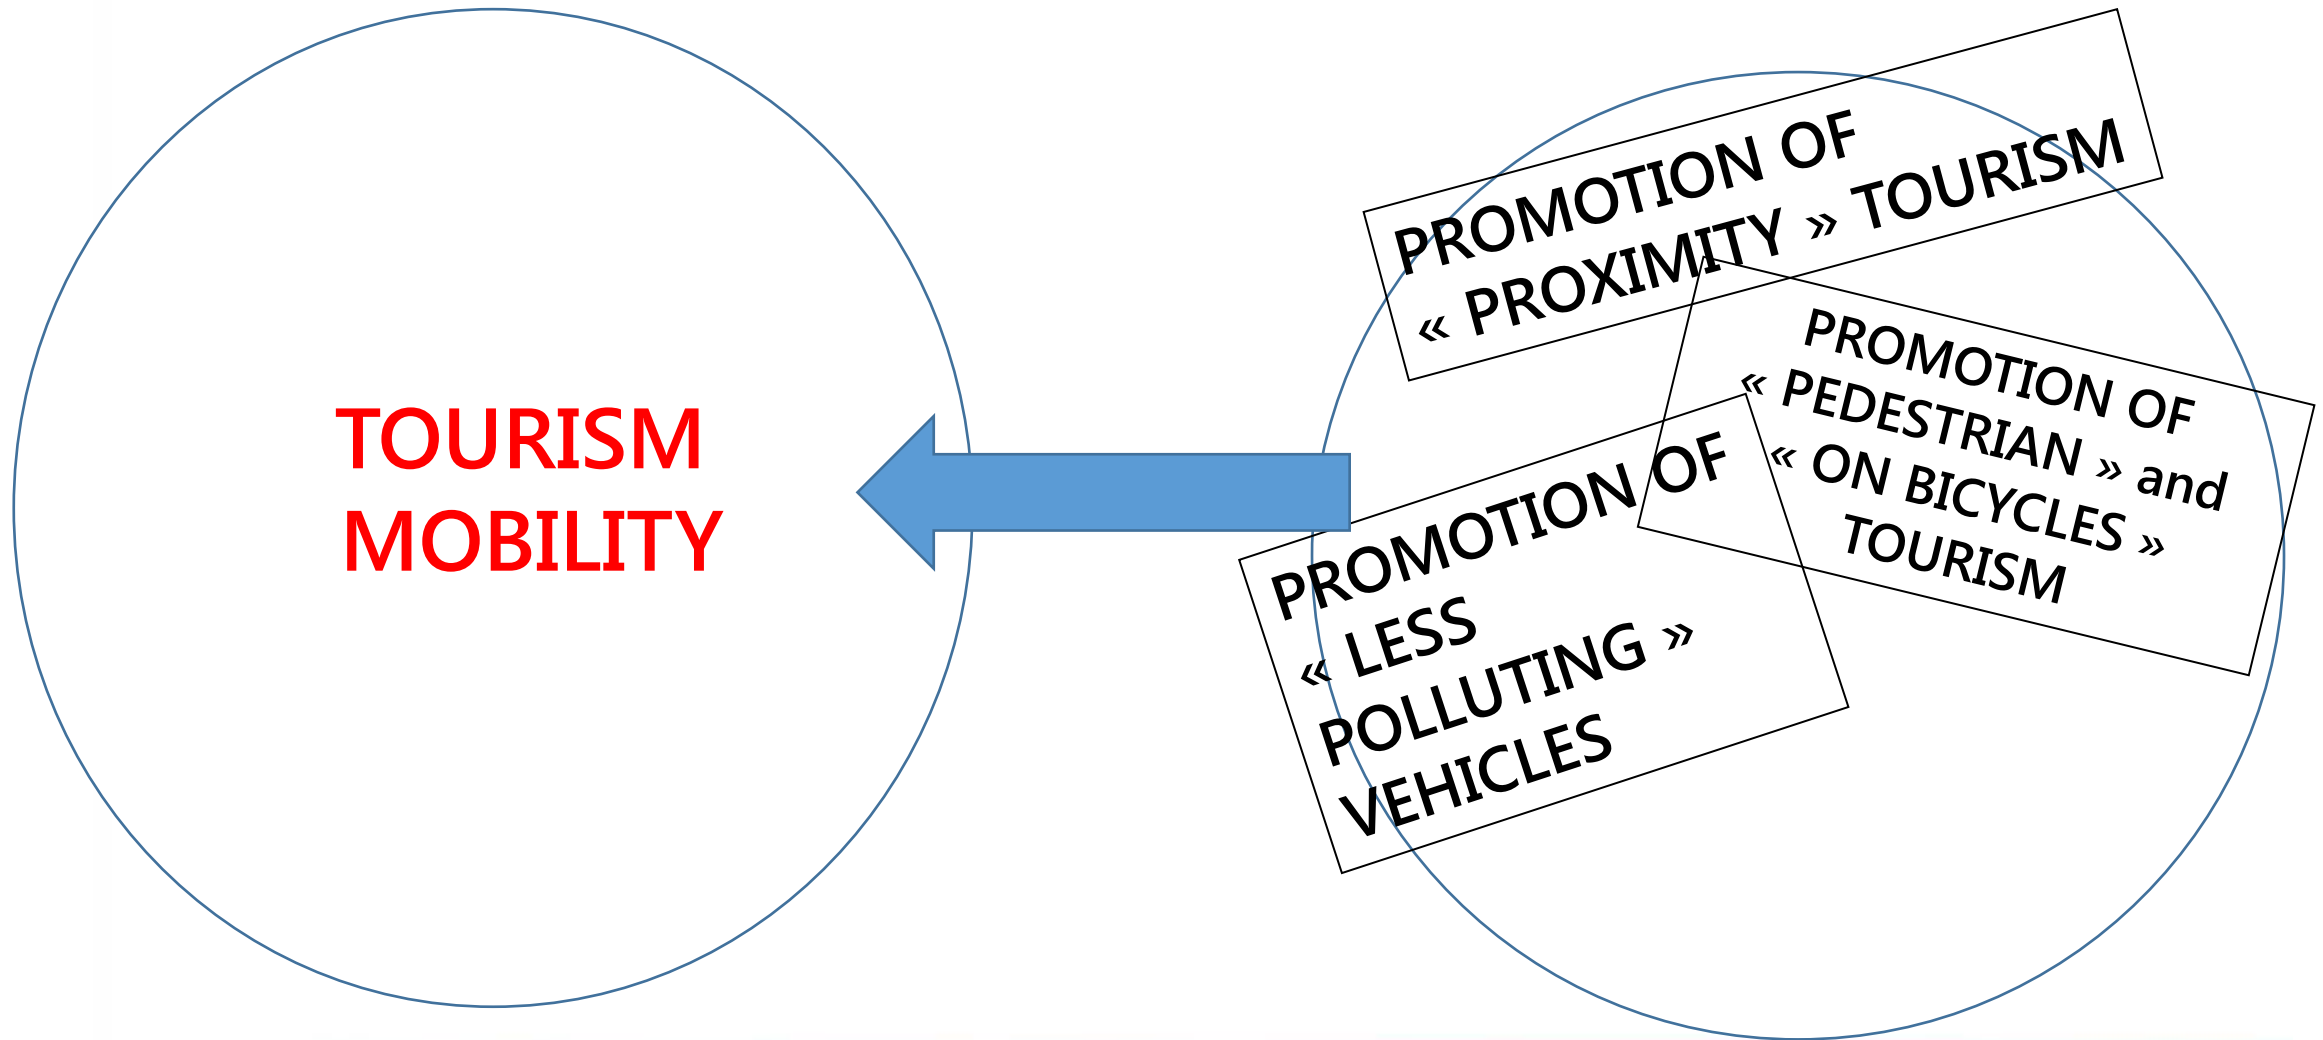 TOURISM
MOBILITY
PROMOTION OF
« PROXIMITY » TOURISM
PROMOTION OF
« PEDESTRIAN » and
« ON BICYCLES »
TOURISM
PROMOTION OF
« LESS
POLLUTING »
VEHICLES